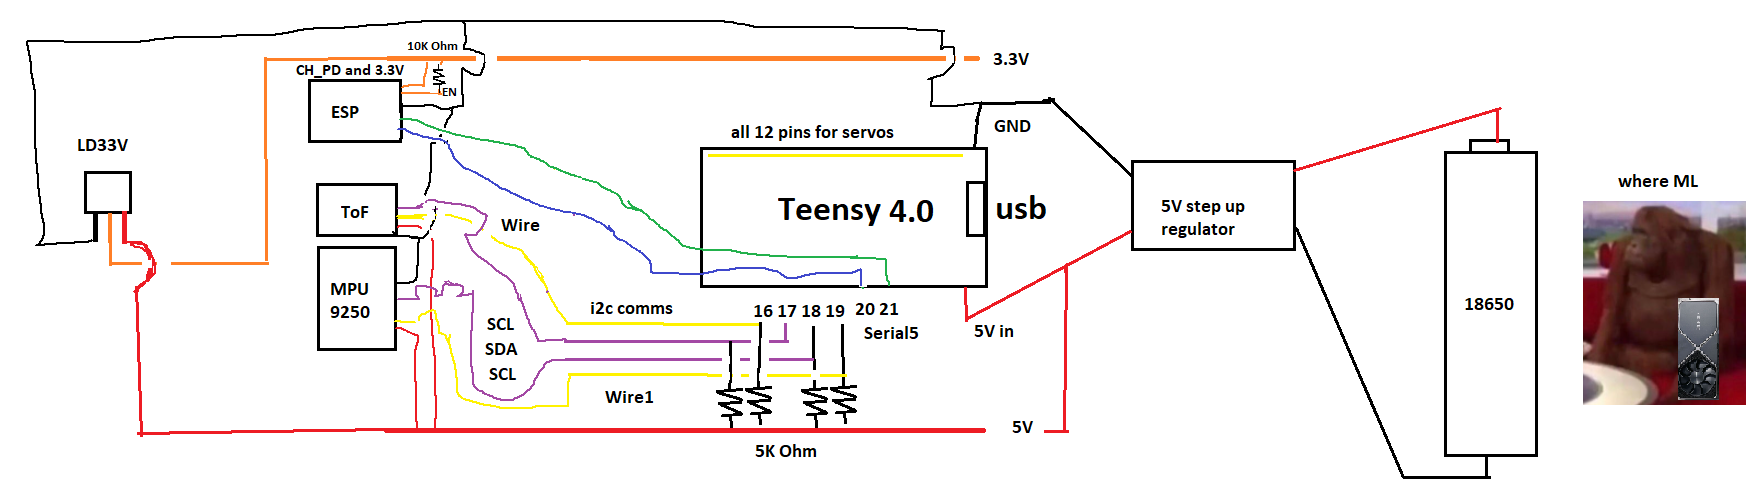 10K Ohm
3.3V
CH_PD and 3.3V
EN
ESP
GND
all 12 pins for servos
LD33V
where ML
ToF
Wire
Teensy 4.0
usb
5V step up
regulator
MPU
9250
i2c comms
16 17 18 19 20 21
18650
SCL
SDA
SCL
Serial5
5V in
Wire1
5V
5K Ohm